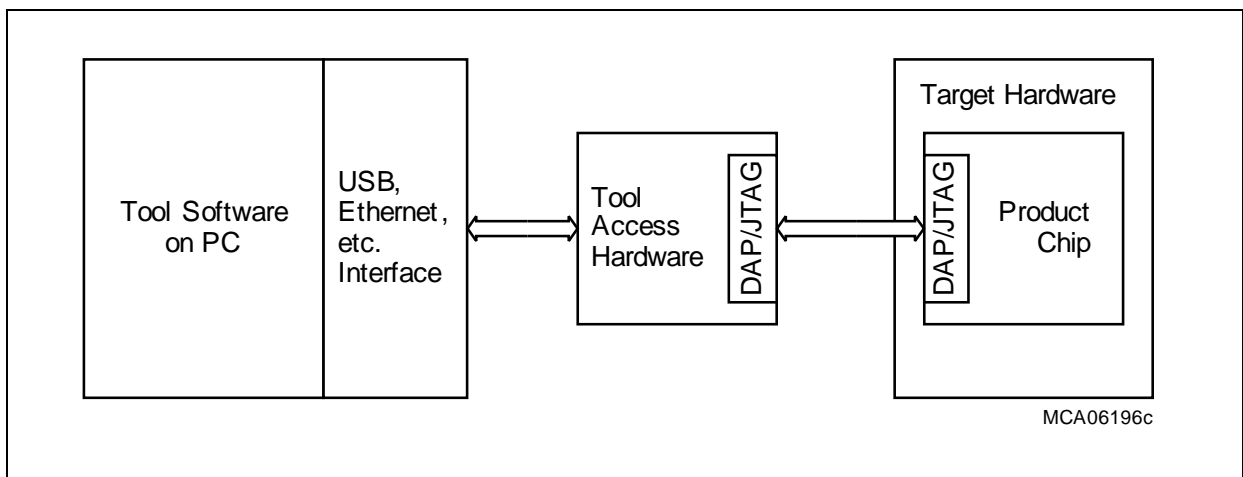 Tool Software
on PC
USB,
Ethernet,
etc.
Interface
Tool
Access
Hardware
DAP/JTAG
Target Hardware
DAP/JTAG
Product
Chip
MCA06196c